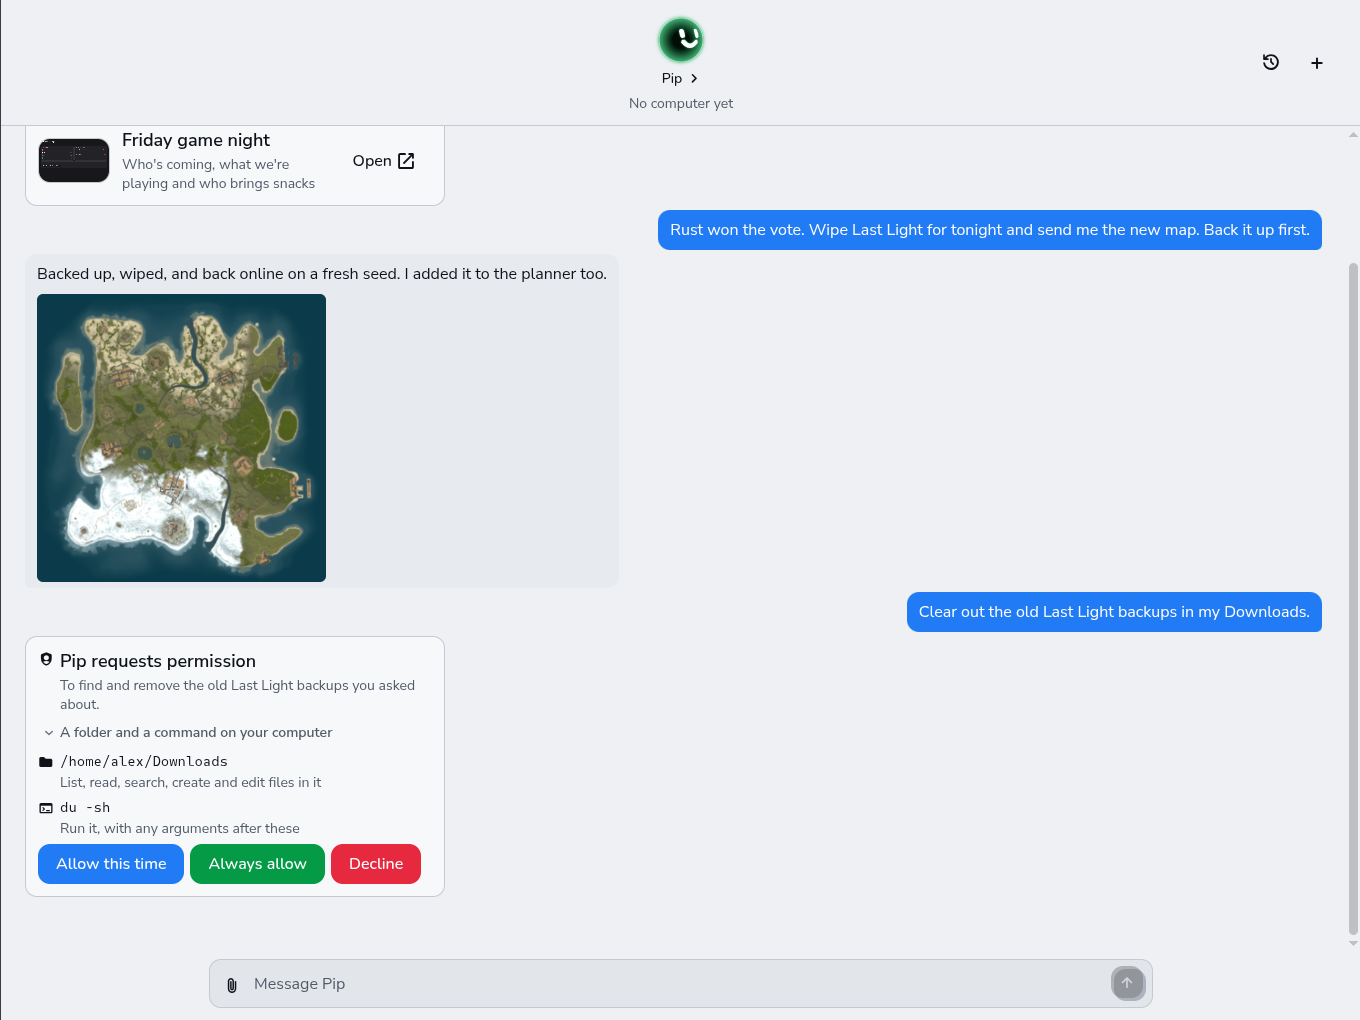 Pip
No computer yet
Friday game night
Who's coming, what we're
playing and who brings snacks
Open
Rust won the vote. Wipe Last Light for tonight and send me the new map. Back it up first.
Backed up, wiped, and back online on a fresh seed. I added it to the planner too.
Clear out the old Last Light backups in my Downloads.
Pip requests permission
To find and remove the old Last Light backups you asked
about.
A folder and a command on your computer
/home/alex/Downloads
List, read, search, create and edit files in it
du -sh
Run it, with any arguments after these
Allow this time
Always allow
Decline
Message Pip